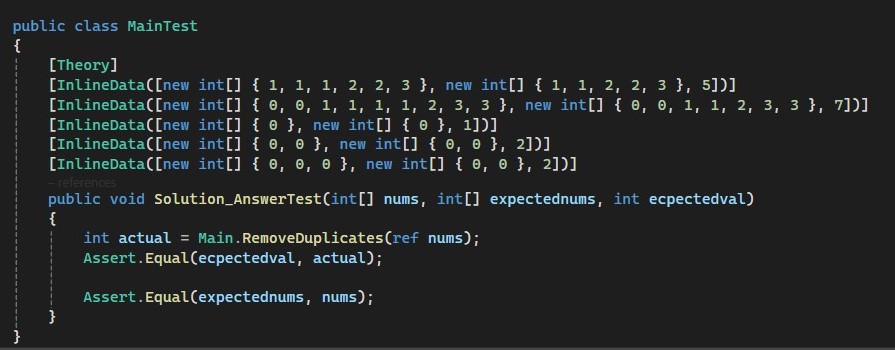 public class MainTest
{
[Theory]
[InlineData([new int[] { 1, 1, 1, 2, 2, 3 }, new int[] { 1, 1, 2, 2, 3 }, 5])]
[InlineData([new int[] { 0, 0, 1, 1, 1, 1, 2, 3, 3 }, new int[] { 0, 0, 1, 1, 2, 3, 3 }, 7])]
[InlineData([new int[] { 0 }, new int[] { 0 }, 1])]
[InlineData([new int[] { 0, 0 }, new int[] { 0, 0 }, 2])]
[InlineData([new int[] { 0, 0, 0 }, new int[] { 0, 0 }, 2])]
– references
public void Solution_AnswerTest(int[] nums, int[] expectednums, int ecpectedval)
{
int actual = Main.RemoveDuplicates(ref nums);
Assert.Equal(ecpectedval, actual);
Assert.Equal(expectednums, nums);
}
}